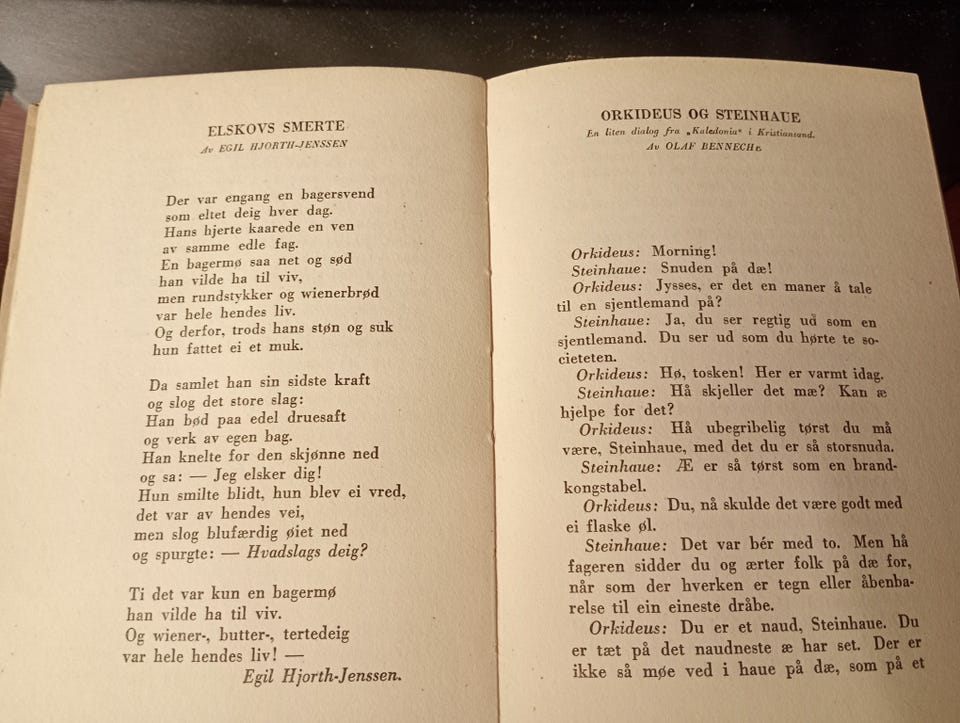 ELSKOVS SMERTE
Av EGIL HJORTH-JENSSEN
Der var engang en bagersvend
som eltet deig hver dag.
Hans hjerte kaarede en ven
av samme edle fag.
En bagermø saa net og sød
han vilde ha til viv,
men rundstykker og wienerbrød
var hele hendes liv.
Og derfor, trods hans støn og suk
hun fattet ei et muk.
Da samlet han sin sidste kraft
og slog det store slag:
Han bød paa edel druesaft
og verk av egen bag.
Han knelte for den skjønne ned
og sa: — Jeg elsker dig!
Hun smilte blidt, hun blev ei vred,
det var av hendes vei,
men slog blufærdig øiet ned
og spurgte: — Hvadslags deig?
Ti det var kun en bagermø
han vilde ha til viv.
Og wiener-, butter-, tertedeig
var hele hendes liv! —
Egil Hjorth-Jenssen.
ORKIDEUS OG STEINHAUE
En liten dialog fra „Kaledonia“ i Kristiansand.
Av OLAF BENNECHE
Orkideus: Morning!
Steinhaue: Snuden på dæ!
Orkideus: Jysses, er det en maner å tale
til en sjentlemand på?
Steinhaue: Ja, du ser regtig ud som en
sjentlemand. Du ser ud som du hørte te so-
cieteten.
Orkideus: Hø, tosken! Her er varmt idag.
Steinhaue: Hå skjeller det mæ? Kan æ
hjelpe for det?
Orkideus: Hå ubegribelig tørst du må
være, Steinhaue, med det du er så storsnuda.
Steinhaue: Æ er så tørst som en brand-
kongstabel.
Orkideus: Du, nå skulde det være godt med
ei flaske øl.
Steinhaue: Det var bér med to. Men hå
fageren sidder du og ærter folk på dæ for,
når som der hverken er tegn eller åbenba-
relse til ein eineste dråbe.
Orkideus: Du er et naud, Steinhaue. Du
er tæt på det naudneste æ har set. Der er
ikke så møe ved i haue på dæ, som på et